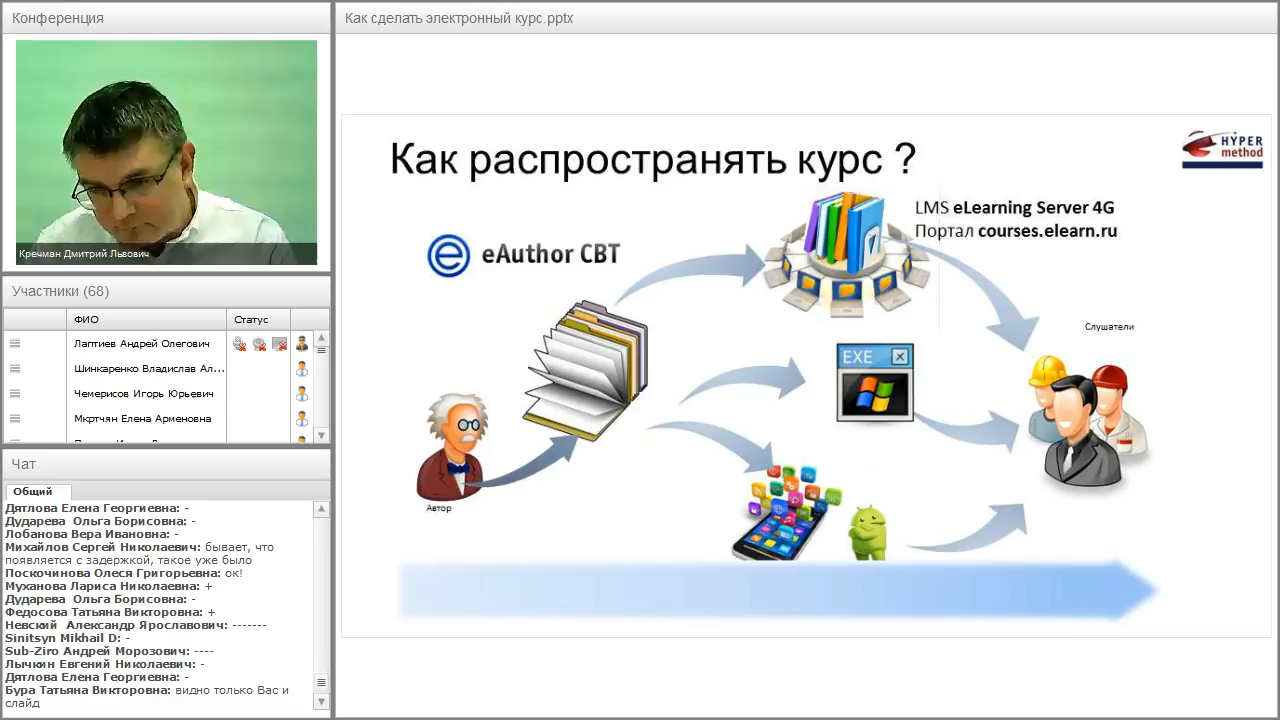 Конференция
Кречман Дмитрий Львович
Участники (68)
ФИО
Статус
Лаптиев Андрей Олегович
Шинкаренко Владислав Ал...
Чемерисов Игорь Юрьевич
Мкртчян Елена Арменовна
Чат
Общий
Дятлова Елена Георгиевна: -
Дударева Ольга Борисовна: -
Лобанова Вера Ивановна: -
Михайлов Сергей Николаевич: бывает, что
появляется с задержкой, такое уже было
Поскочинова Олеся Григорьевна: ок!
Муханова Лариса Николаевна: +
Дударева Ольга Борисовна: -
Федосова Татьяна Викторовна: +
Невский Александр Ярославович: -------
Sinitsyn Mikhail D: -
Sub-Ziro Андрей Морозович: ----
Лычкин Евгений Николаевич: -
Дятлова Елена Георгиевна: -
Бура Татьяна Викторовна: видно только Вас и
слайд
Как сделать электронный курс.pptx
Как распространять курс ?
HYPER
method
LMS eLearning Server 4G
Портал courses.elearn.ru
eAuthor CBT
Слушатели
EXE
Автор